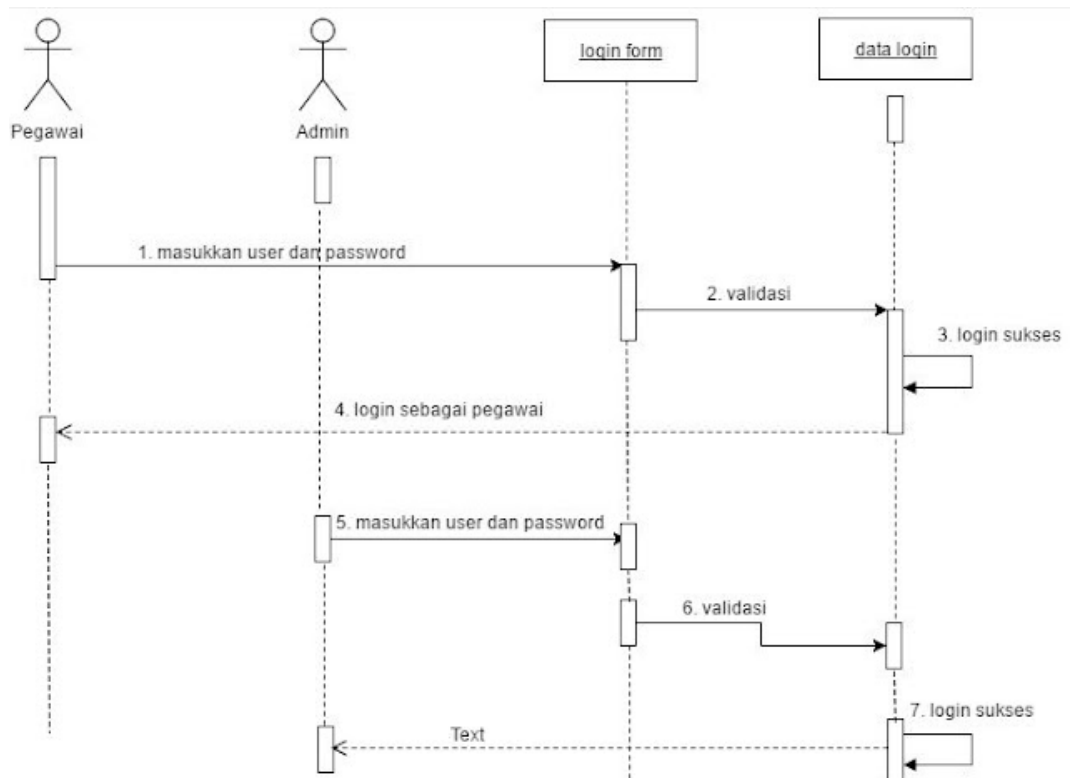 login form
data login
Pegawai
Admin
1. masukkan user dan password
2. validasi
3. login sukses
4. login sebagai pegawai
5. masukkan user dan password
6. validasi
7. login sukses
Text